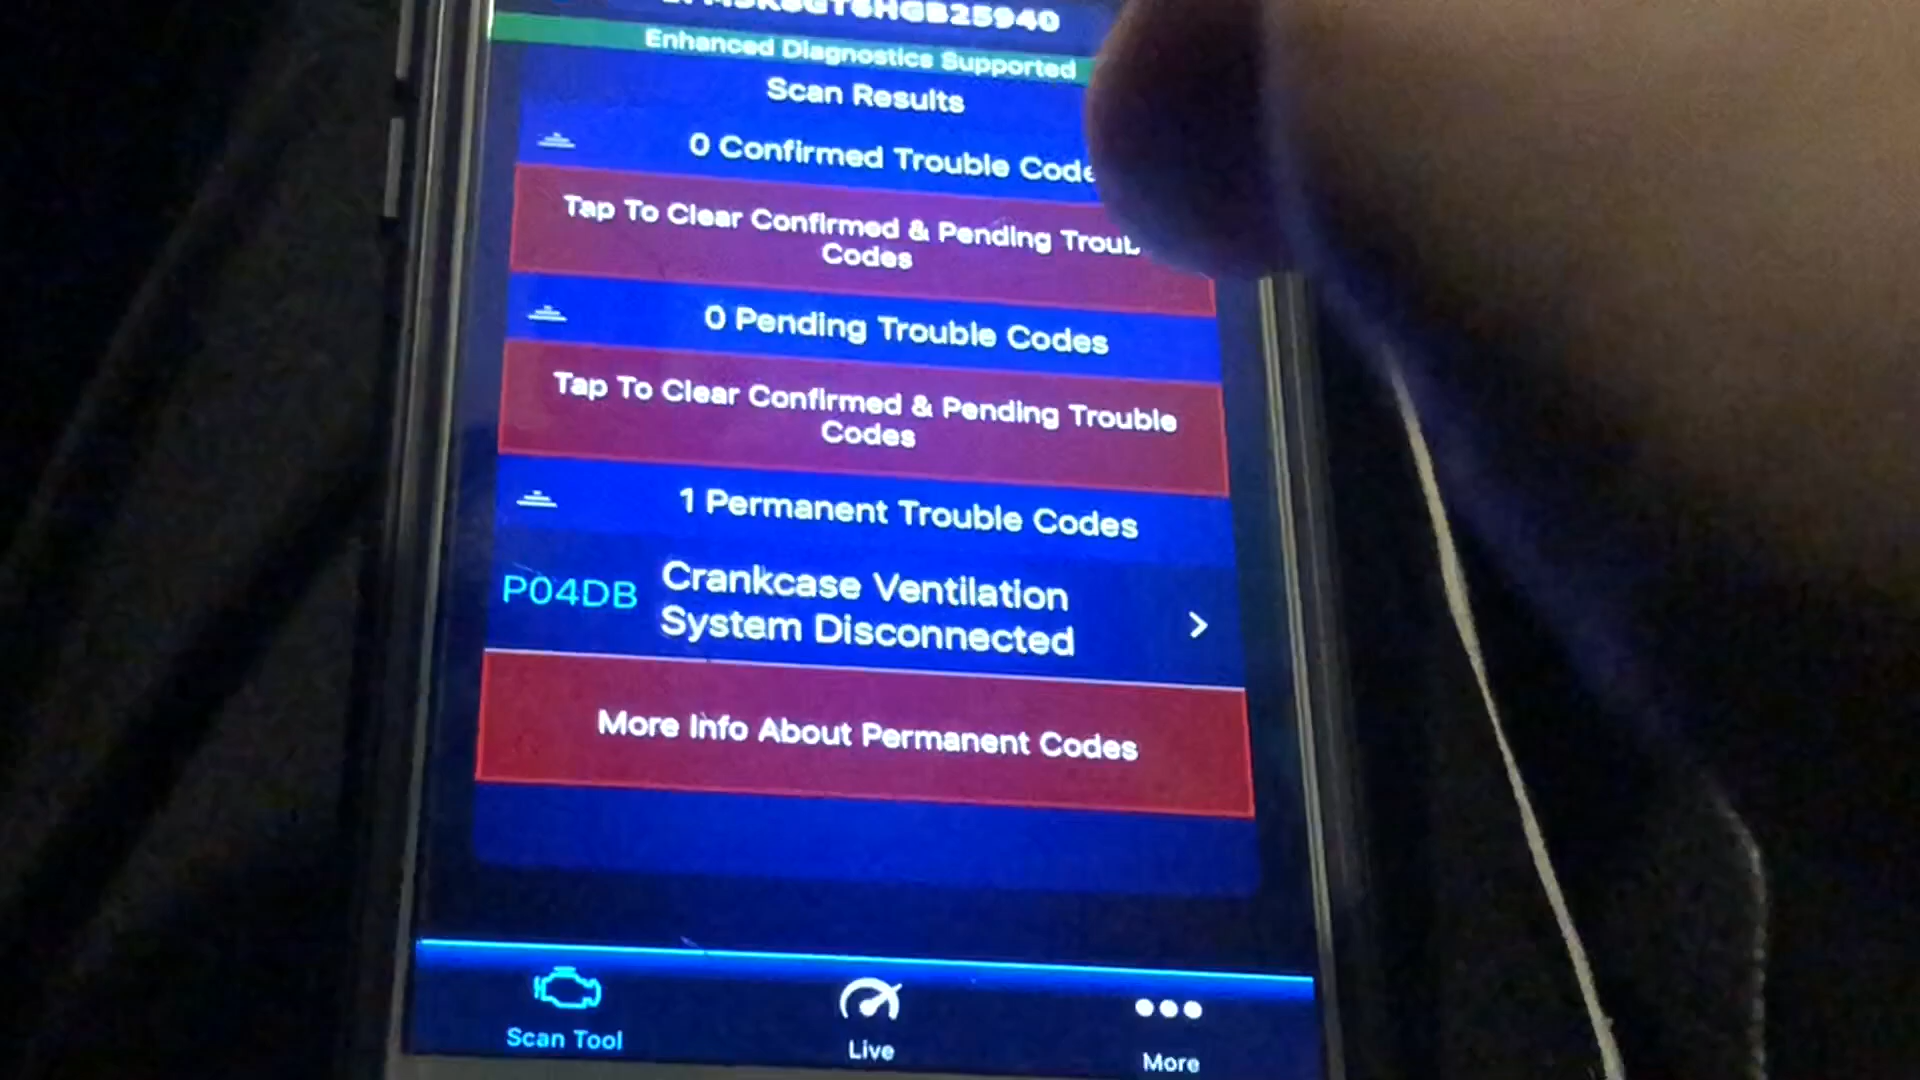 Enhanced Diagnostics Supported
Scan Results
0 Confirmed Trouble Code
Tap To Clear Confirmed & Pending Troub
Codes
0 Pending Trouble Codes
Tap To Clear Confirmed & Pending Trouble
Codes
1 Permanent Trouble Codes
P04DB Crankcase Ventilation
System Disconnected
More Info About Permanent Codes
Scan Tool
Live
More